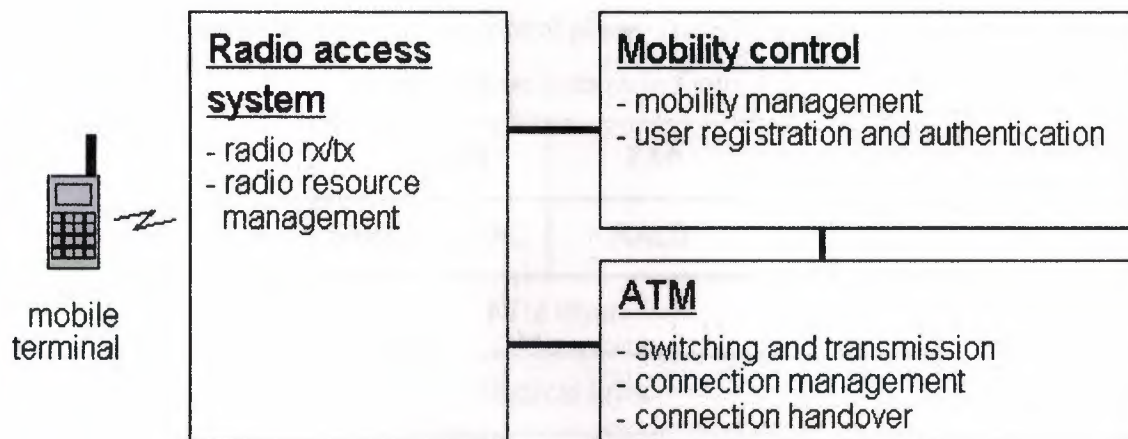 mobile
terminal
Radio access
system
- radio rx/tx
- radio resource
management
Mobility control
- mobility management
- user registration and authentication
ATM
- switching and transmission
- connection management
- connection handover